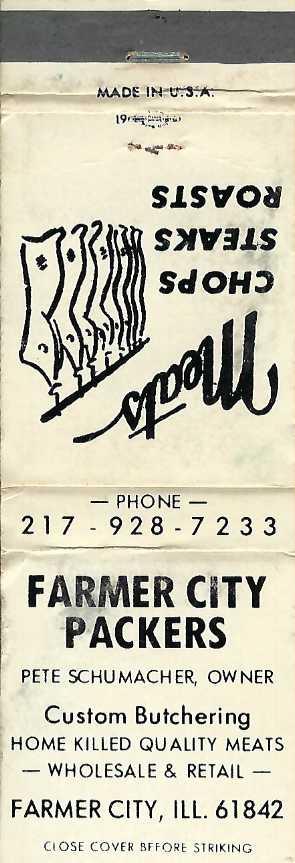 MADE IN U.S.A.
Meats
CHOPS
STEAKS
ROASTS
— PHONE —
217 - 928 - 7233
FARMER CITY
PACKERS
PETE SCHUMACHER, OWNER
Custom Butchering
HOME KILLED QUALITY MEATS
— WHOLESALE & RETAIL —
FARMER CITY, ILL. 61842
CLOSE COVER BEFORE STRIKING